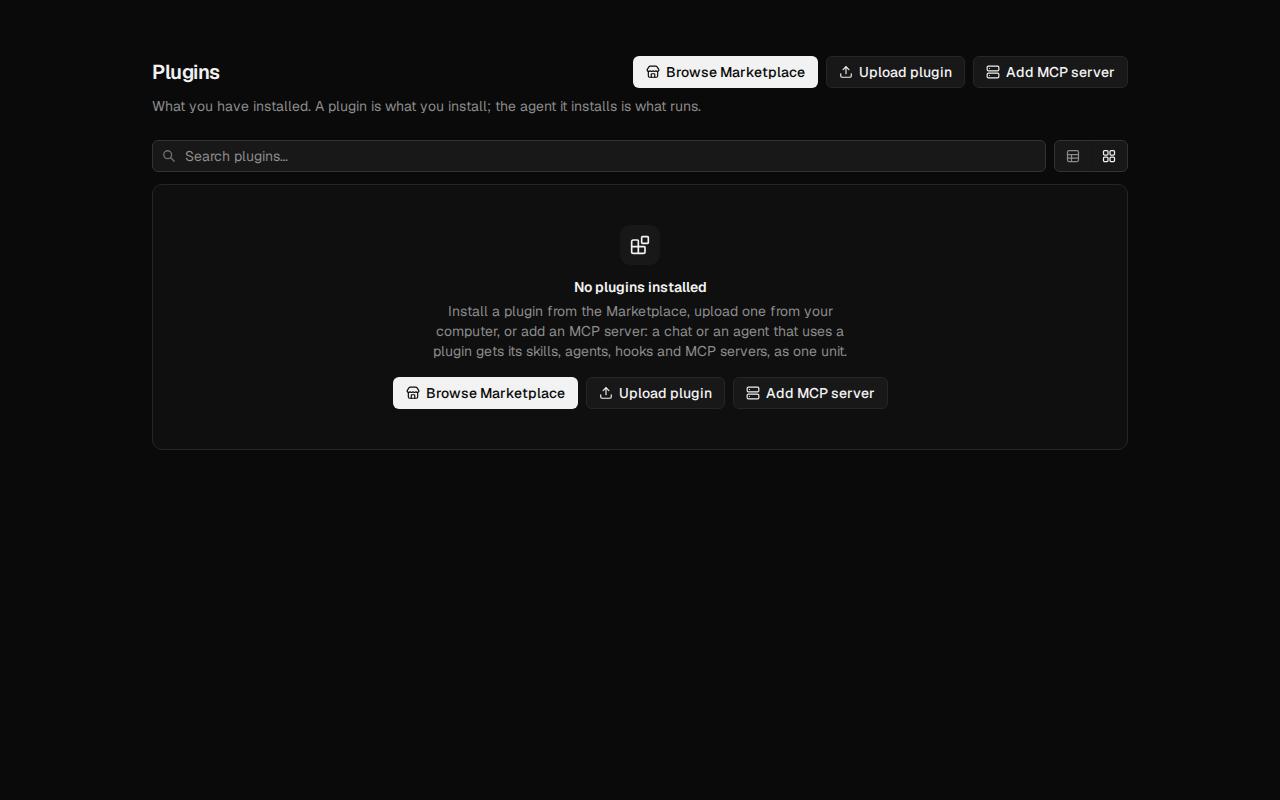 Plugins
Browse Marketplace
Upload plugin
Add MCP server
What you have installed. A plugin is what you install; the agent it installs is what runs.
Search plugins...
No plugins installed
Install a plugin from the Marketplace, upload one from your
computer, or add an MCP server: a chat or an agent that uses a
plugin gets its skills, agents, hooks and MCP servers, as one unit.
Browse Marketplace
Upload plugin
Add MCP server